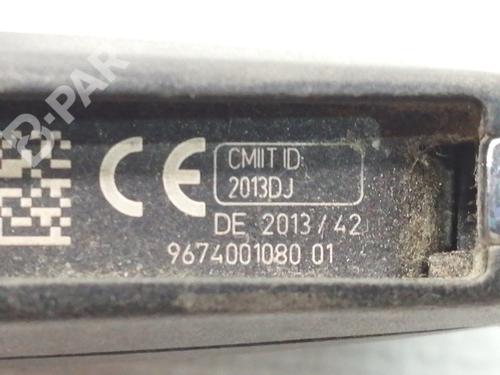 B-PAR
CE
CMIIT ID:
2013DJ
DE 2013/42
9674001080 01